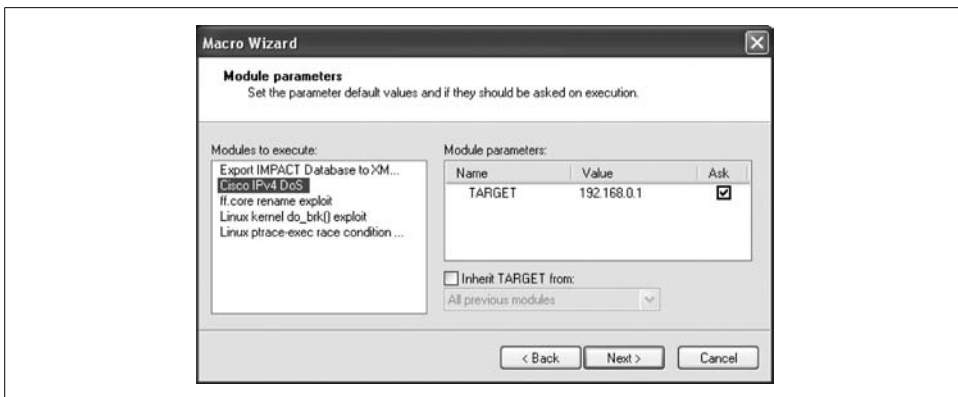 Macro Wizard
Module parameters
Set the parameter default values and if they should be asked on execution.
Modules to execute:
Export IMPACT Database to XM...
Cisco IPv4 DoS
ff.core rename exploit
Linux kernel do_brk() exploit
Linux ptrace-exec race condition ...
Module parameters:
Name Value Ask
TARGET 192.168.0.1
Inherit TARGET from:
All previous modules
< Back Next > Cancel